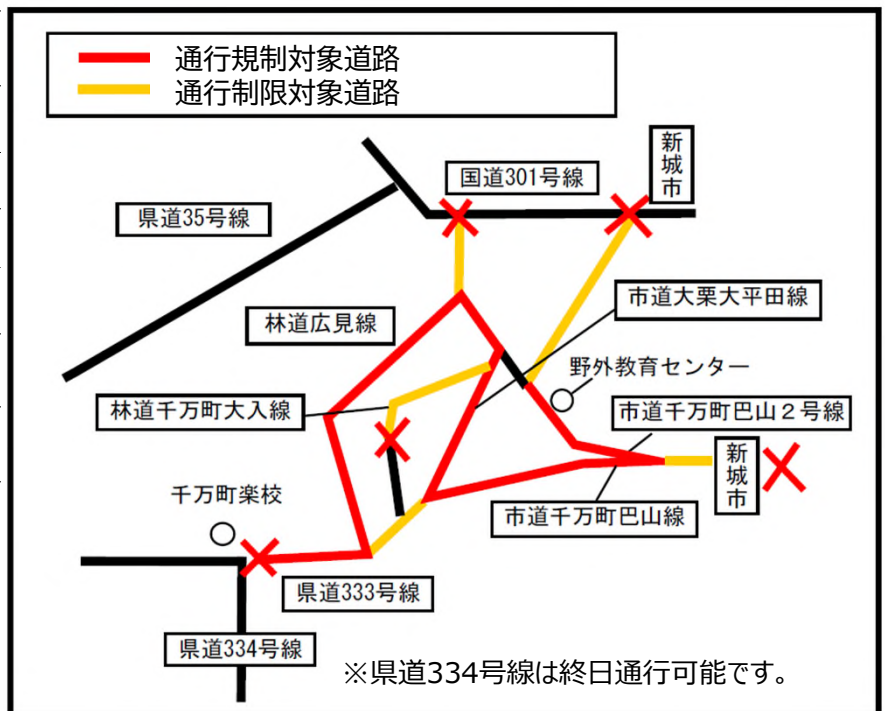 通行規制対象道路
通行制限対象道路
新城市
国道301号線
県道35号線
市道大栗大平田線
林道広見線
野外教育センター
林道千万町大入線
市道千万町巴山２号線
新城市
千万町楽校
市道千万町巴山線
県道333号線
県道334号線
※県道334号線は終日通行可能です。